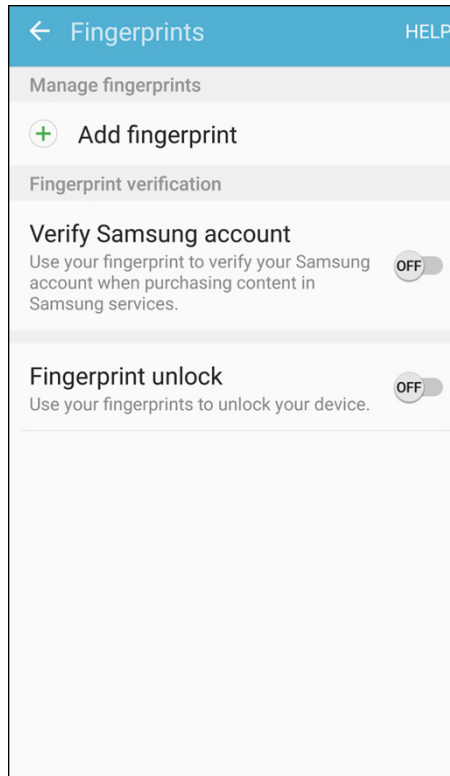 Fingerprints HELP
Manage fingerprints
Add fingerprint
Fingerprint verification
Verify Samsung account
Use your fingerprint to verify your Samsung
account when purchasing content in
Samsung services.
OFF
Fingerprint unlock
Use your fingerprints to unlock your device.
OFF